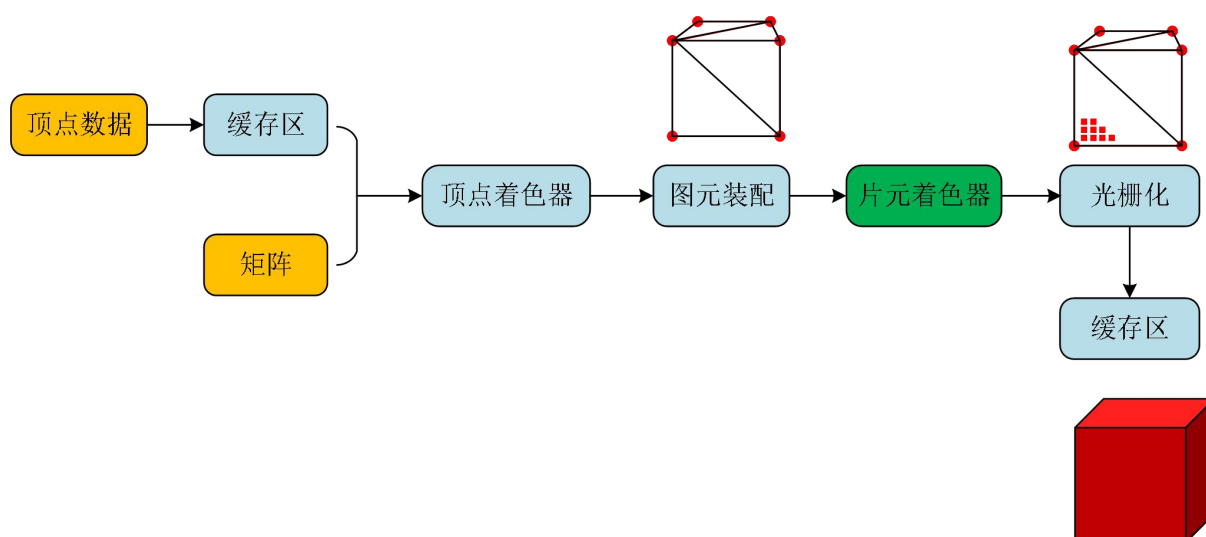 顶点数据
缓存区
矩阵
顶点着色器
图元装配
片元着色器
光栅化
缓存区